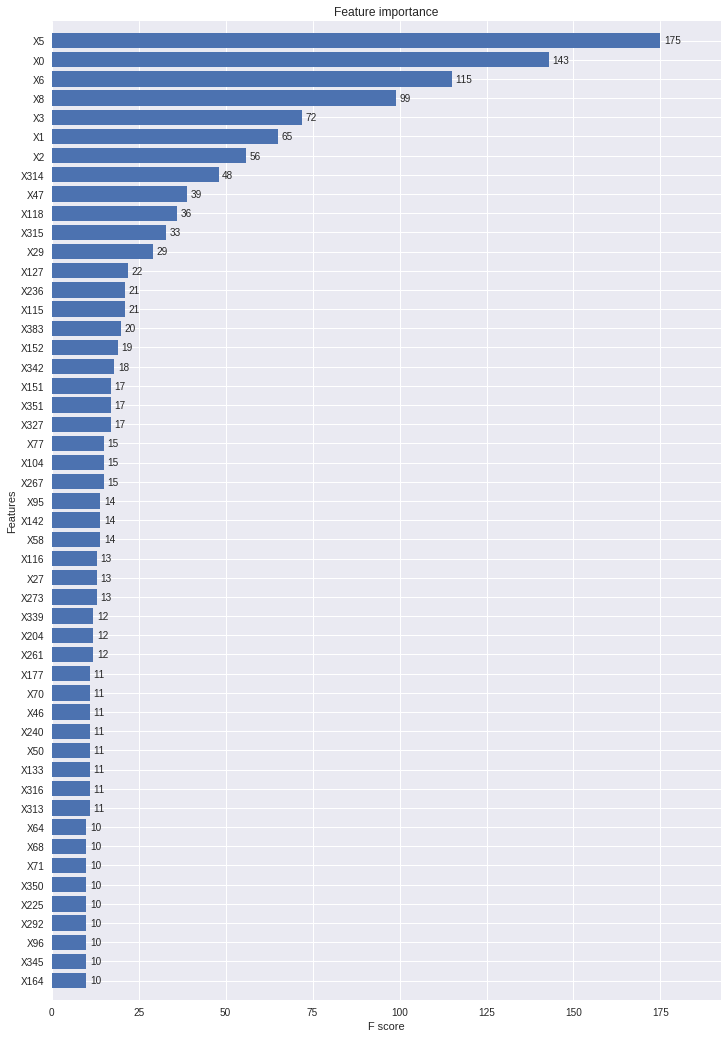 Feature importance
X5 175
X0 143
X6 115
X8 99
X3 72
X1 65
X2 56
X314 48
X47 39
X118 36
X315 33
X29 29
X127 22
X236 21
X115 21
X383 20
X152 19
X342 18
X151 17
X351 17
X327 17
X77 15
X104 15
X267 15
X95 14
X142 14
X58 14
X116 13
X27 13
X273 13
X339 12
X204 12
X261 12
X177 11
X70 11
X46 11
X240 11
X50 11
X133 11
X316 11
X313 11
X64 10
X68 10
X71 10
X350 10
X225 10
X292 10
X96 10
X345 10
X164 10
Features
0 25 50 75 100 125 150 175
F score